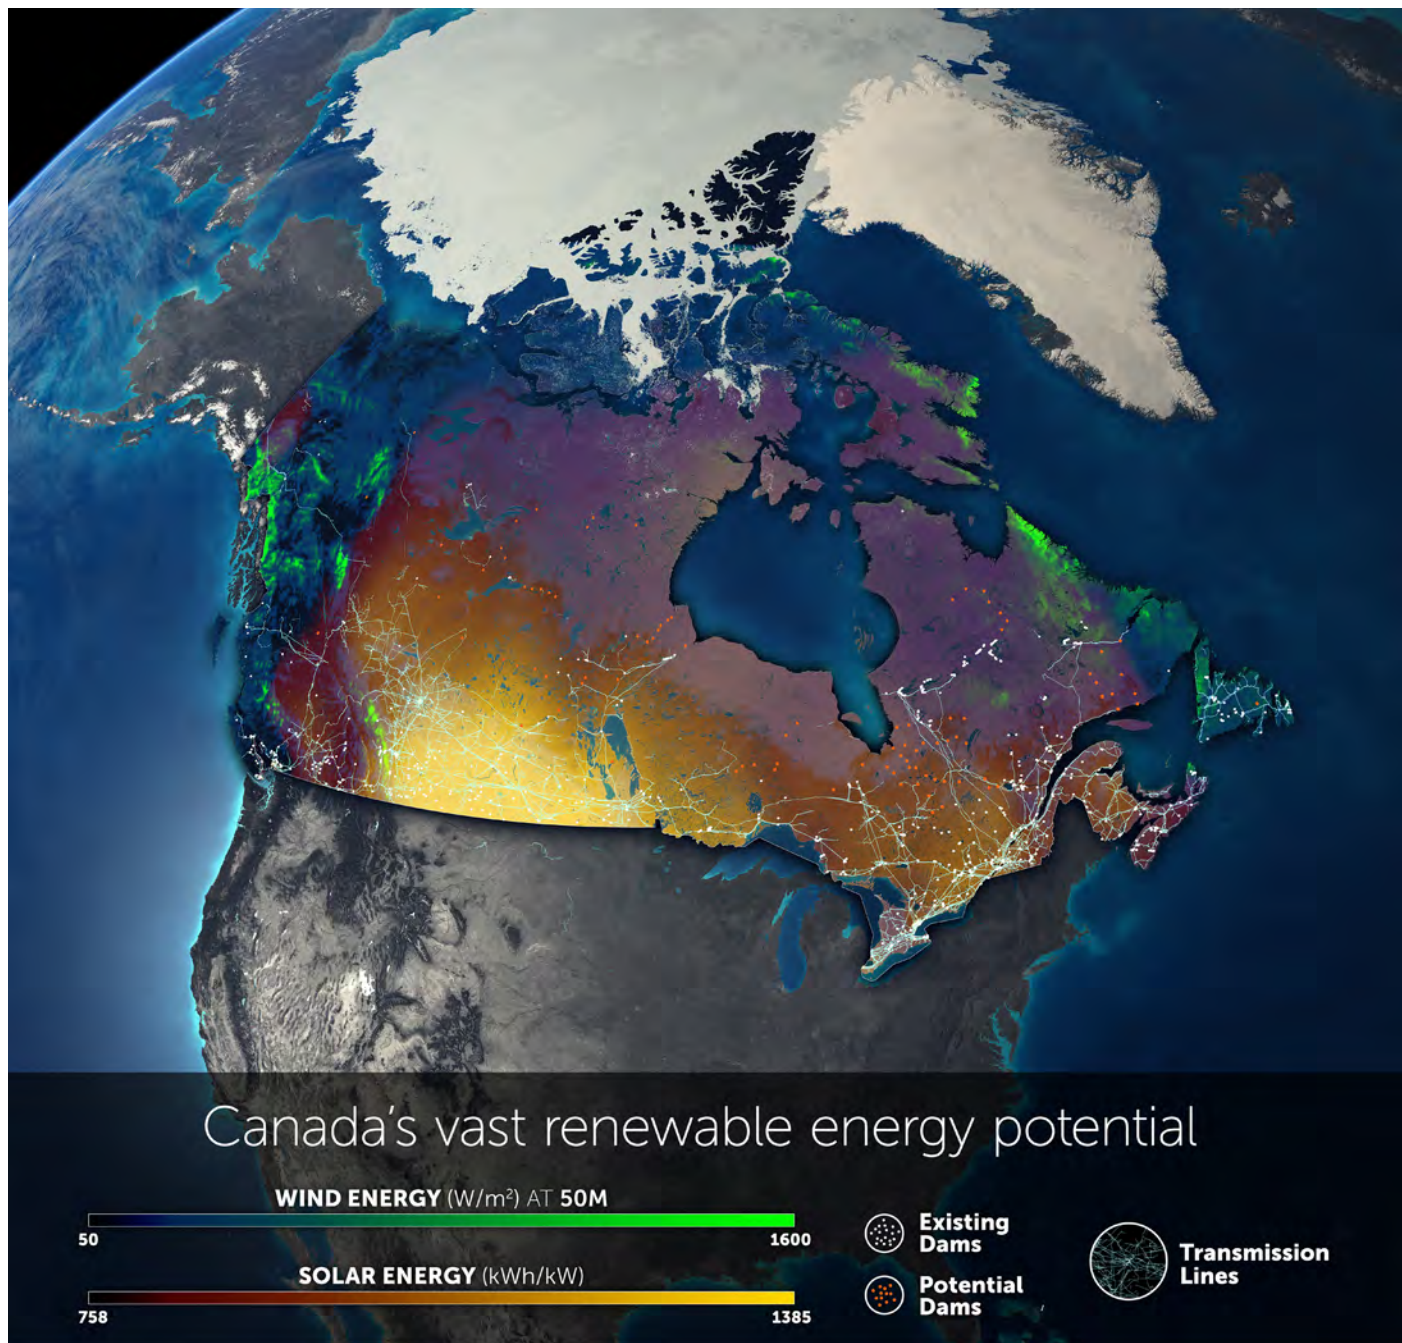 Canada's vast renewable energy potential
WIND ENERGY (W/m²) AT 50M
50
1600
SOLAR ENERGY (kWh/kW)
758
1385
Existing
Dams
Potential
Dams
Transmission
Lines